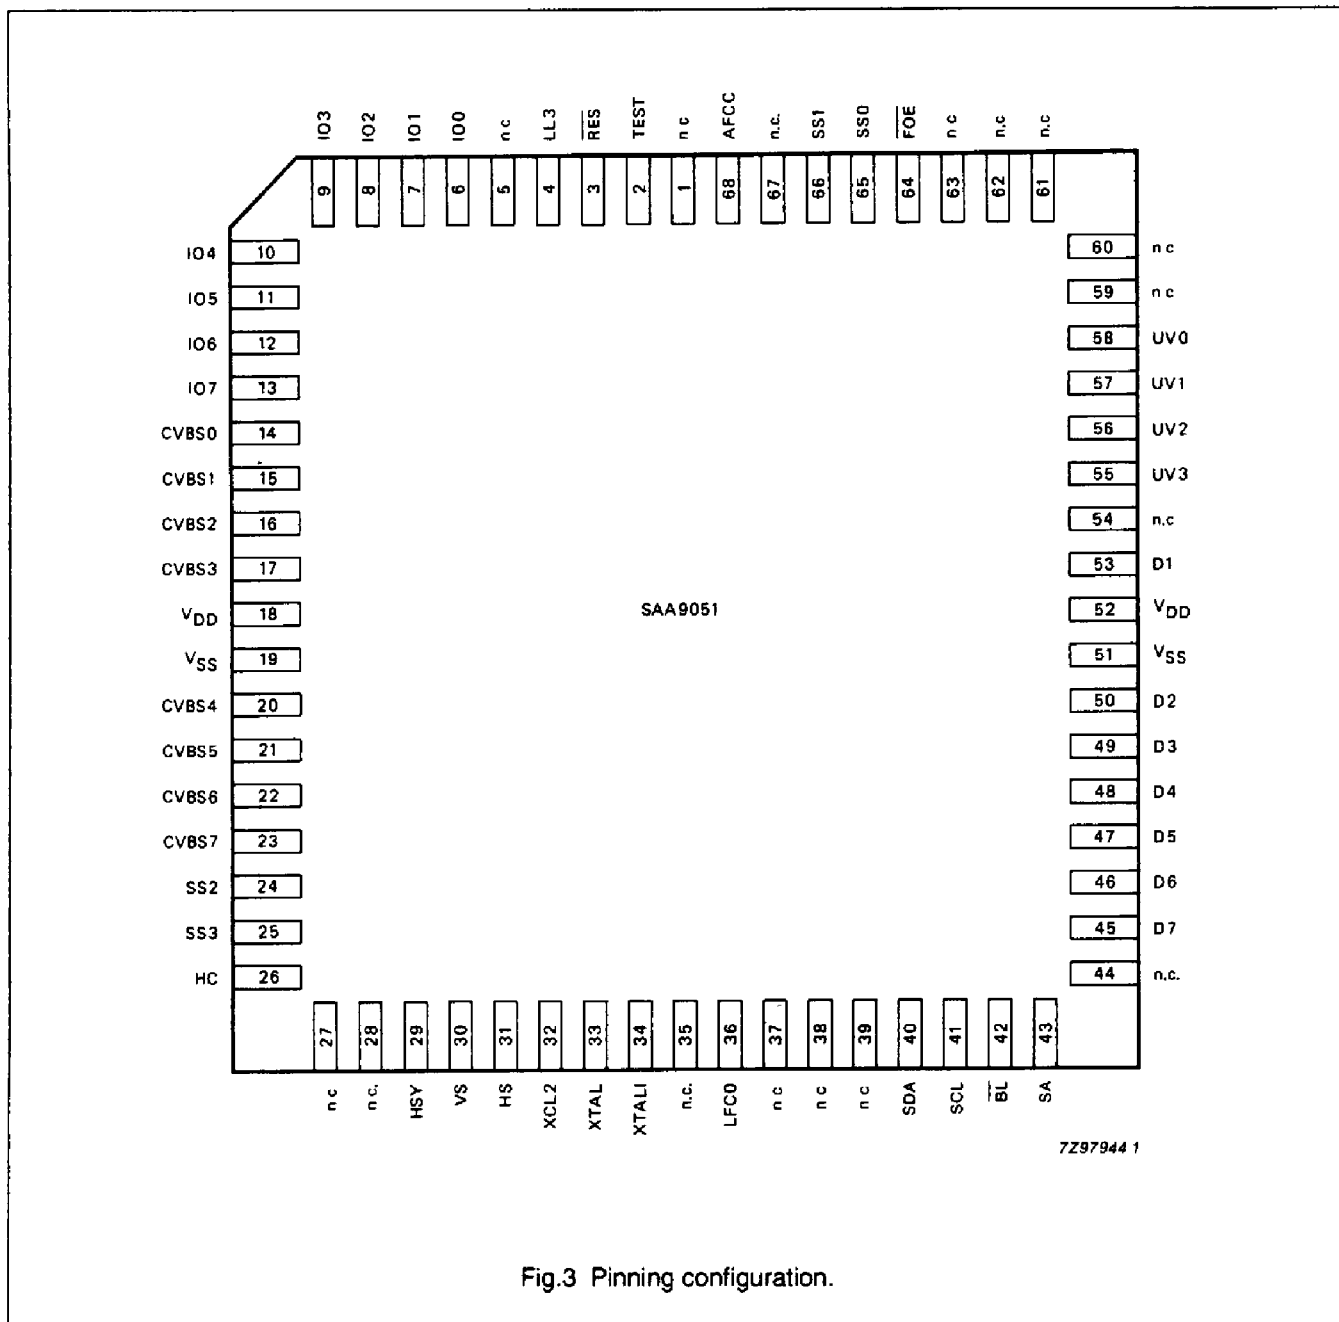 IO3 IO2 IO1 IO0 n c LL3 RES TEST n c AFCC n.c. SS1 SS0 FOE n c n.c n.c
9 8 7 6 5 4 3 2 1 68 67 66 65 64 63 62 61
IO4 10 60 n c
IO5 11 59 n c
IO6 12 58 UV0
IO7 13 57 UV1
CVBS0 14 56 UV2
CVBS1 15 55 UV3
CVBS2 16 54 n.c
CVBS3 17 53 D1
VDD 18 SAA9051 52 VDD
VSS 19 51 VSS
CVBS4 20 50 D2
CVBS5 21 49 D3
CVBS6 22 48 D4
CVBS7 23 47 D5
SS2 24 46 D6
SS3 25 45 D7
HC 26 44 n.c.
27 28 29 30 31 32 33 34 35 36 37 38 39 40 41 42 43
n c n.c. HSY VS HS XCL2 XTAL XTALI n.c. LFCO n c n c n c SDA SCL BL SA
7Z97944 1
Fig.3 Pinning configuration.